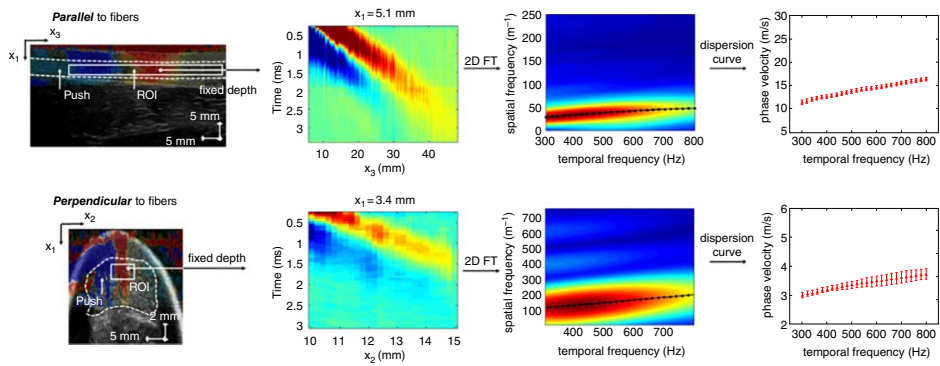 Parallel to fibers
x3
x1
Push
ROI
fixed depth
5 mm
5 mm
x1=5.1 mm
Time (ms)
0.5
1
1.5
2
2.5
3
10
20
30
40
x3 (mm)
2D FT
spatial frequency (m−1)
250
200
150
100
50
0
300
400
500
600
700
800
temporal frequency (Hz)
dispersion
curve
phase velocity (m/s)
30
25
20
15
10
5
300
400
500
600
700
800
temporal frequency (Hz)
Perpendicular to fibers
x2
x1
Push
ROI
fixed depth
2 mm
5 mm
x1=3.4 mm
Time (ms)
0.5
1.0
1.5
2.0
2.5
3.0
10
11
12
13
14
15
x2 (mm)
2D FT
spatial frequency (m−1)
700
600
500
400
300
200
100
0
300
400
500
600
700
temporal frequency (Hz)
dispersion
curve
phase velocity (m/s)
6
5
4
3
2
300
400
500
600
700
800
temporal frequency (Hz)